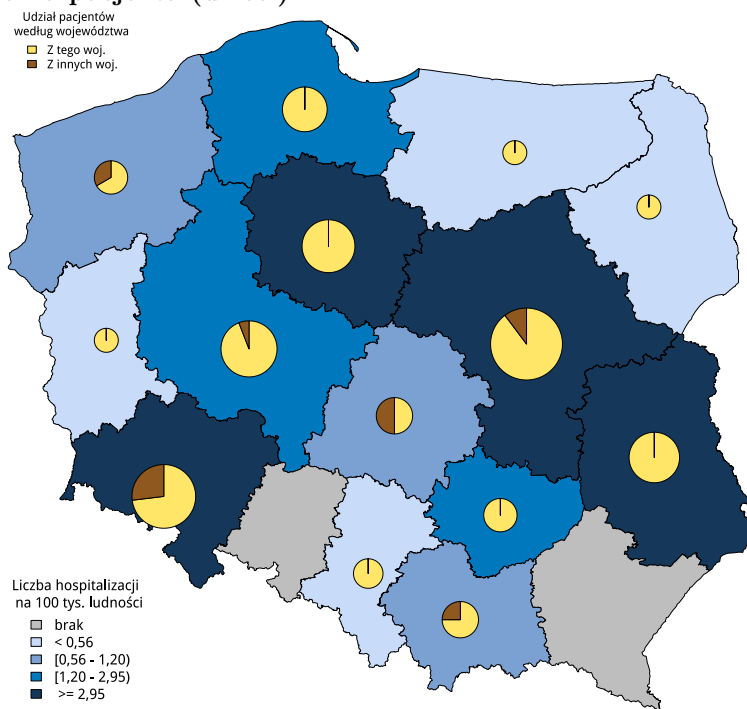 Udział pacjentów
według województwa
Z tego woj.
Z innych woj.
Liczba hospitalizacji
na 100 tys. ludności
brak
< 0,56
[0,56 - 1,20)
[1,20 - 2,95)
>= 2,95